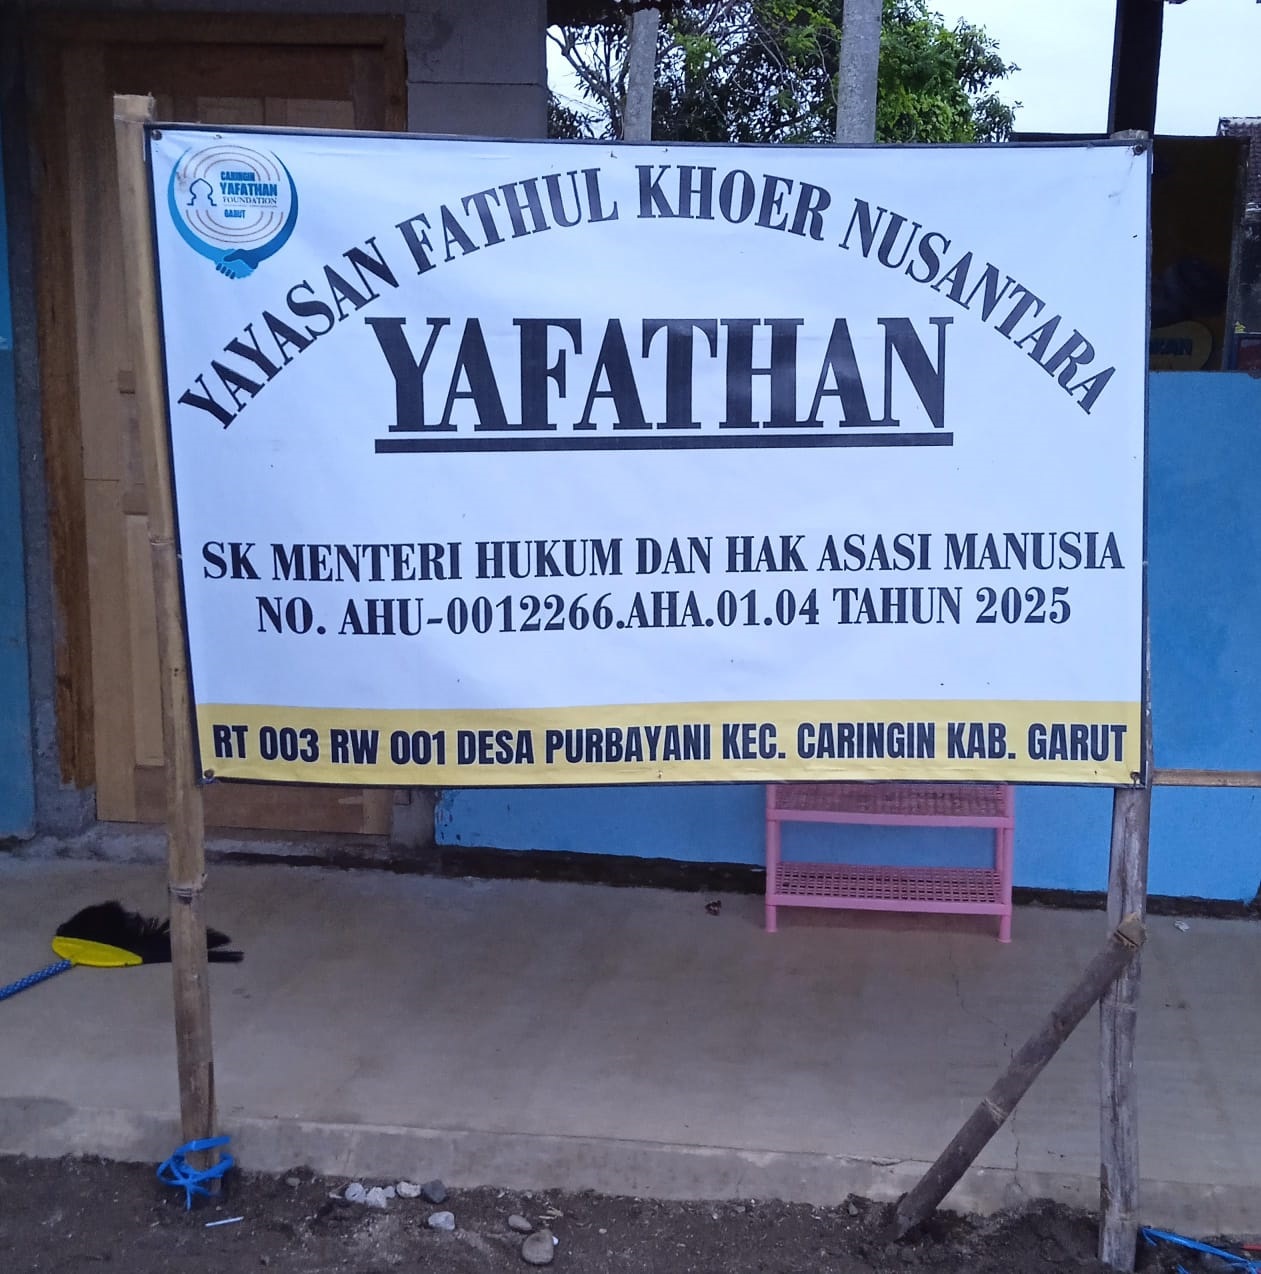 CARINGIN
YAFATHAN
FOUNDATION
GARUT
YAYASAN FATHUL KHOER NUSANTARA
YAFATHAN
SK MENTERI HUKUM DAN HAK ASASI MANUSIA
NO. AHU-0012266.AHA.01.04 TAHUN 2025
RT 003 RW 001 DESA PURBAYANI KEC. CARINGIN KAB. GARUT